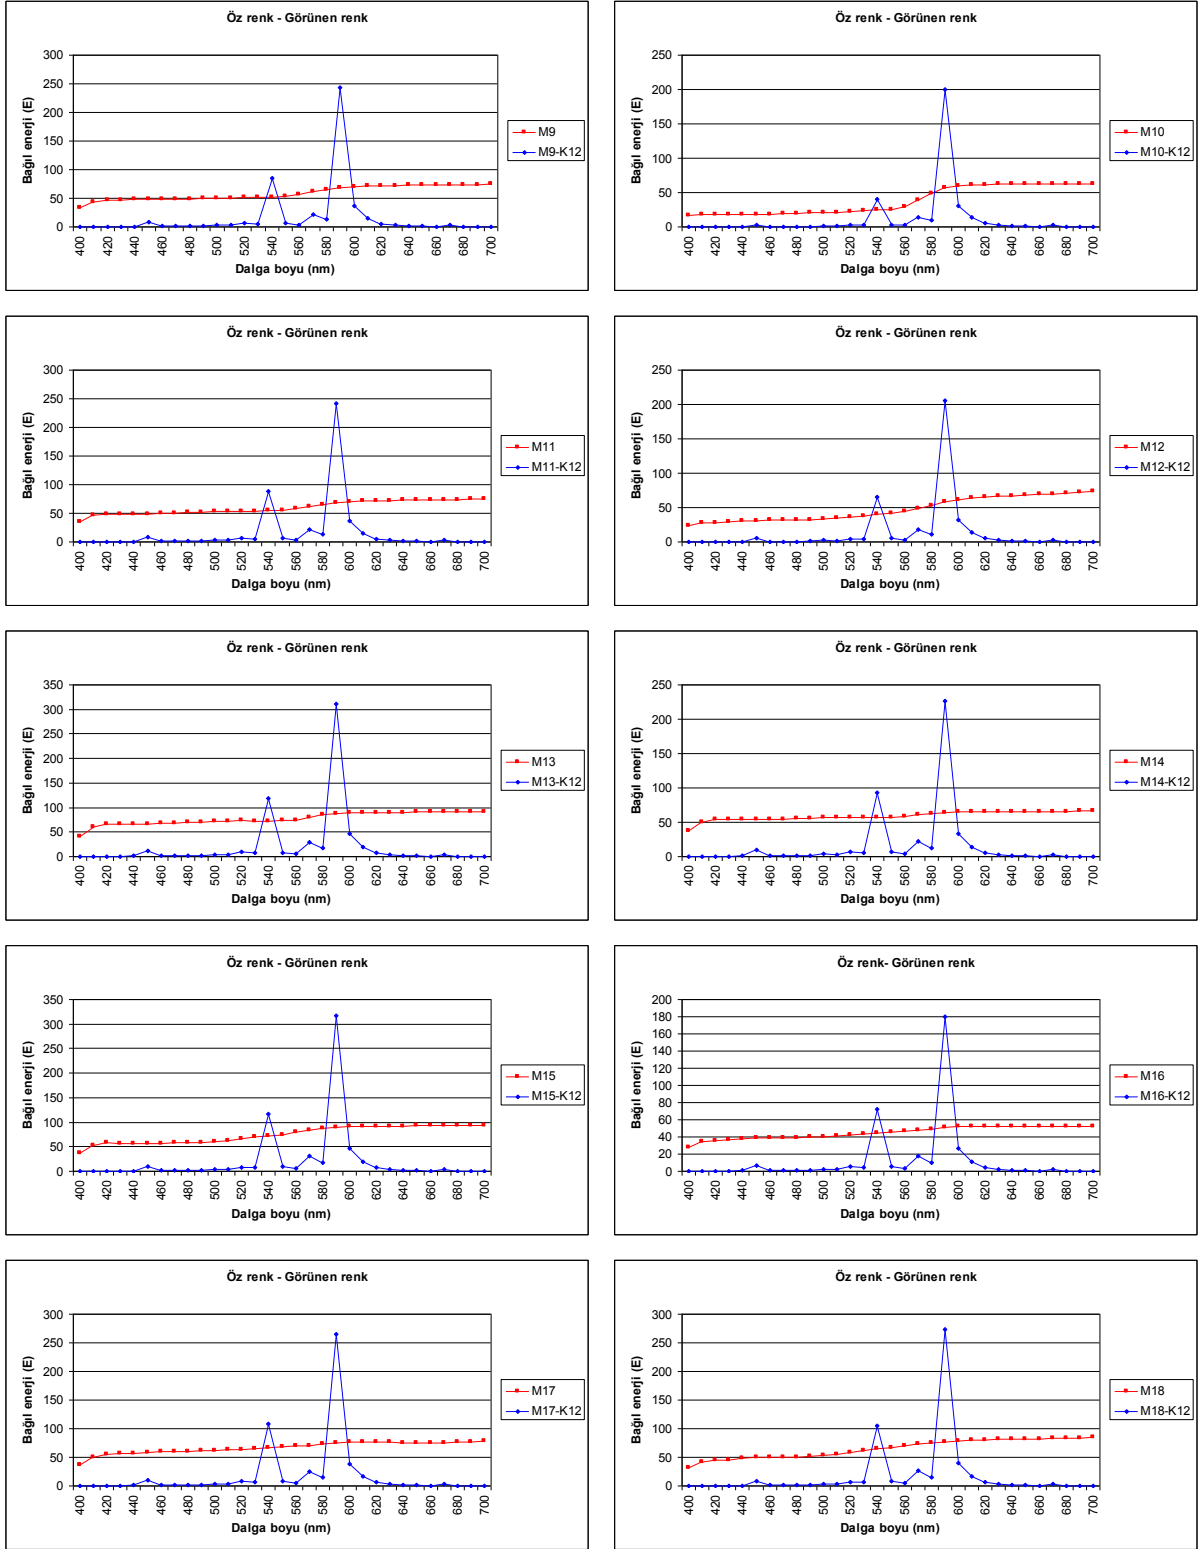 Öz renk - Görünen renk
300
250
200
150
100
50
0
Bağıl enerji (E)
400 420 440 460 480 500 520 540 560 580 600 620 640 660 680 700
Dalga boyu (nm)
M9
M9-K12
Öz renk - Görünen renk
250
200
150
100
50
0
Bağıl enerji (E)
400 420 440 460 480 500 520 540 560 580 600 620 640 660 680 700
Dalga boyu (nm)
M10
M10-K12
Öz renk - Görünen renk
300
250
200
150
100
50
0
Bağıl enerji (E)
400 420 440 460 480 500 520 540 560 580 600 620 640 660 680 700
Dalga boyu (nm)
M11
M11-K12
Öz renk - Görünen renk
250
200
150
100
50
0
Bağıl enerji (E)
400 420 440 460 480 500 520 540 560 580 600 620 640 660 680 700
Dalga boyu (nm)
M12
M12-K12
Öz renk - Görünen renk
350
300
250
200
150
100
50
0
Bağıl enerji (E)
400 420 440 460 480 500 520 540 560 580 600 620 640 660 680 700
Dalga boyu (nm)
M13
M13-K12
Öz renk - Görünen renk
250
200
150
100
50
0
Bağıl enerji (E)
400 420 440 460 480 500 520 540 560 580 600 620 640 660 680 700
Dalga boyu (nm)
M14
M14-K12
Öz renk - Görünen renk
350
300
250
200
150
100
50
0
Bağıl enerji (E)
400 420 440 460 480 500 520 540 560 580 600 620 640 660 680 700
Dalga boyu (nm)
M15
M15-K12
Öz renk- Görünen renk
200
180
160
140
120
100
80
60
40
20
0
Bağıl enerji (E)
400 420 440 460 480 500 520 540 560 580 600 620 640 660 680 700
Dalga boyu (nm)
M16
M16-K12
Öz renk - Görünen renk
300
250
200
150
100
50
0
Bağıl enerji (E)
400 420 440 460 480 500 520 540 560 580 600 620 640 660 680 700
Dalga boyu (nm)
M17
M17-K12
Öz renk - Görünen renk
300
250
200
150
100
50
0
Bağıl enerji (E)
400 420 440 460 480 500 520 540 560 580 600 620 640 660 680 700
Dalga boyu (nm)
M18
M18-K12